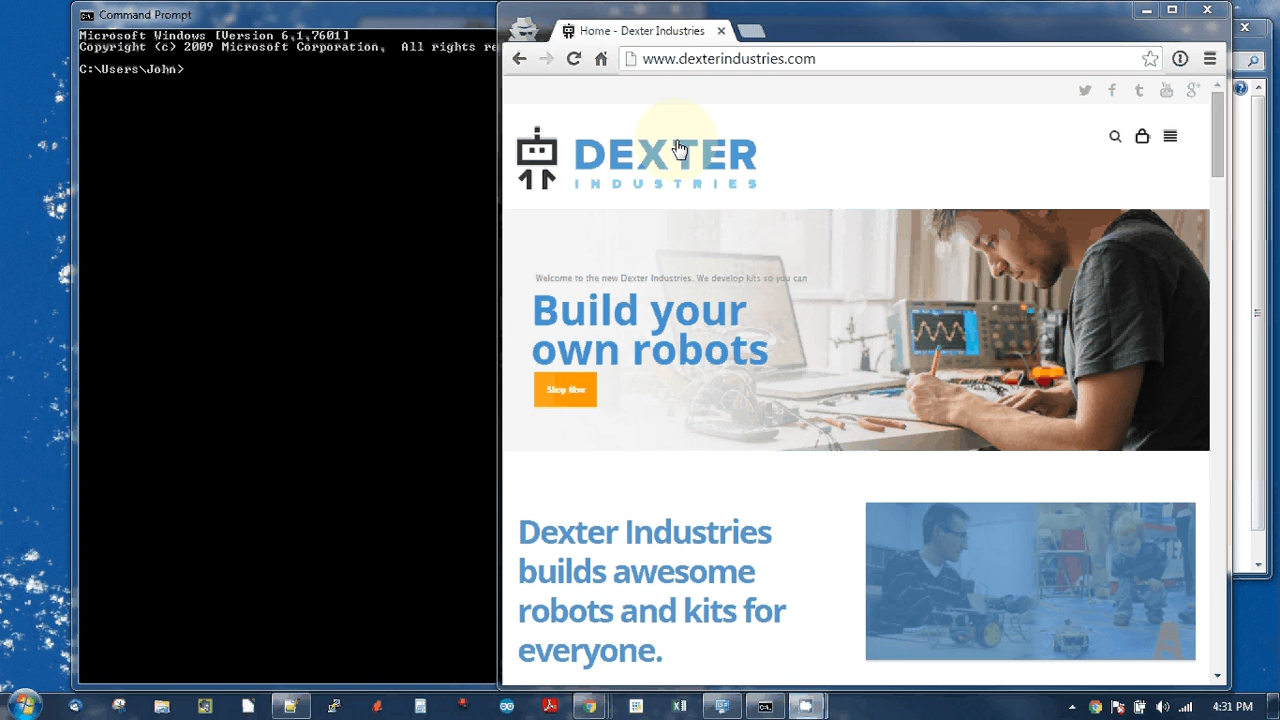 Command Prompt
Microsoft Windows [Version 6.1.7601]
Copyright (c) 2009 Microsoft Corporation. All rights re
C:\Users\John>
Home - Dexter Industries
www.dexterindustries.com
DEXTER
INDUSTRIES
Welcome to the new Dexter Industries. We develop kits so you can
Build your
own robots
Shop Now
Dexter Industries
builds awesome
robots and kits for
everyone.
4:31 PM